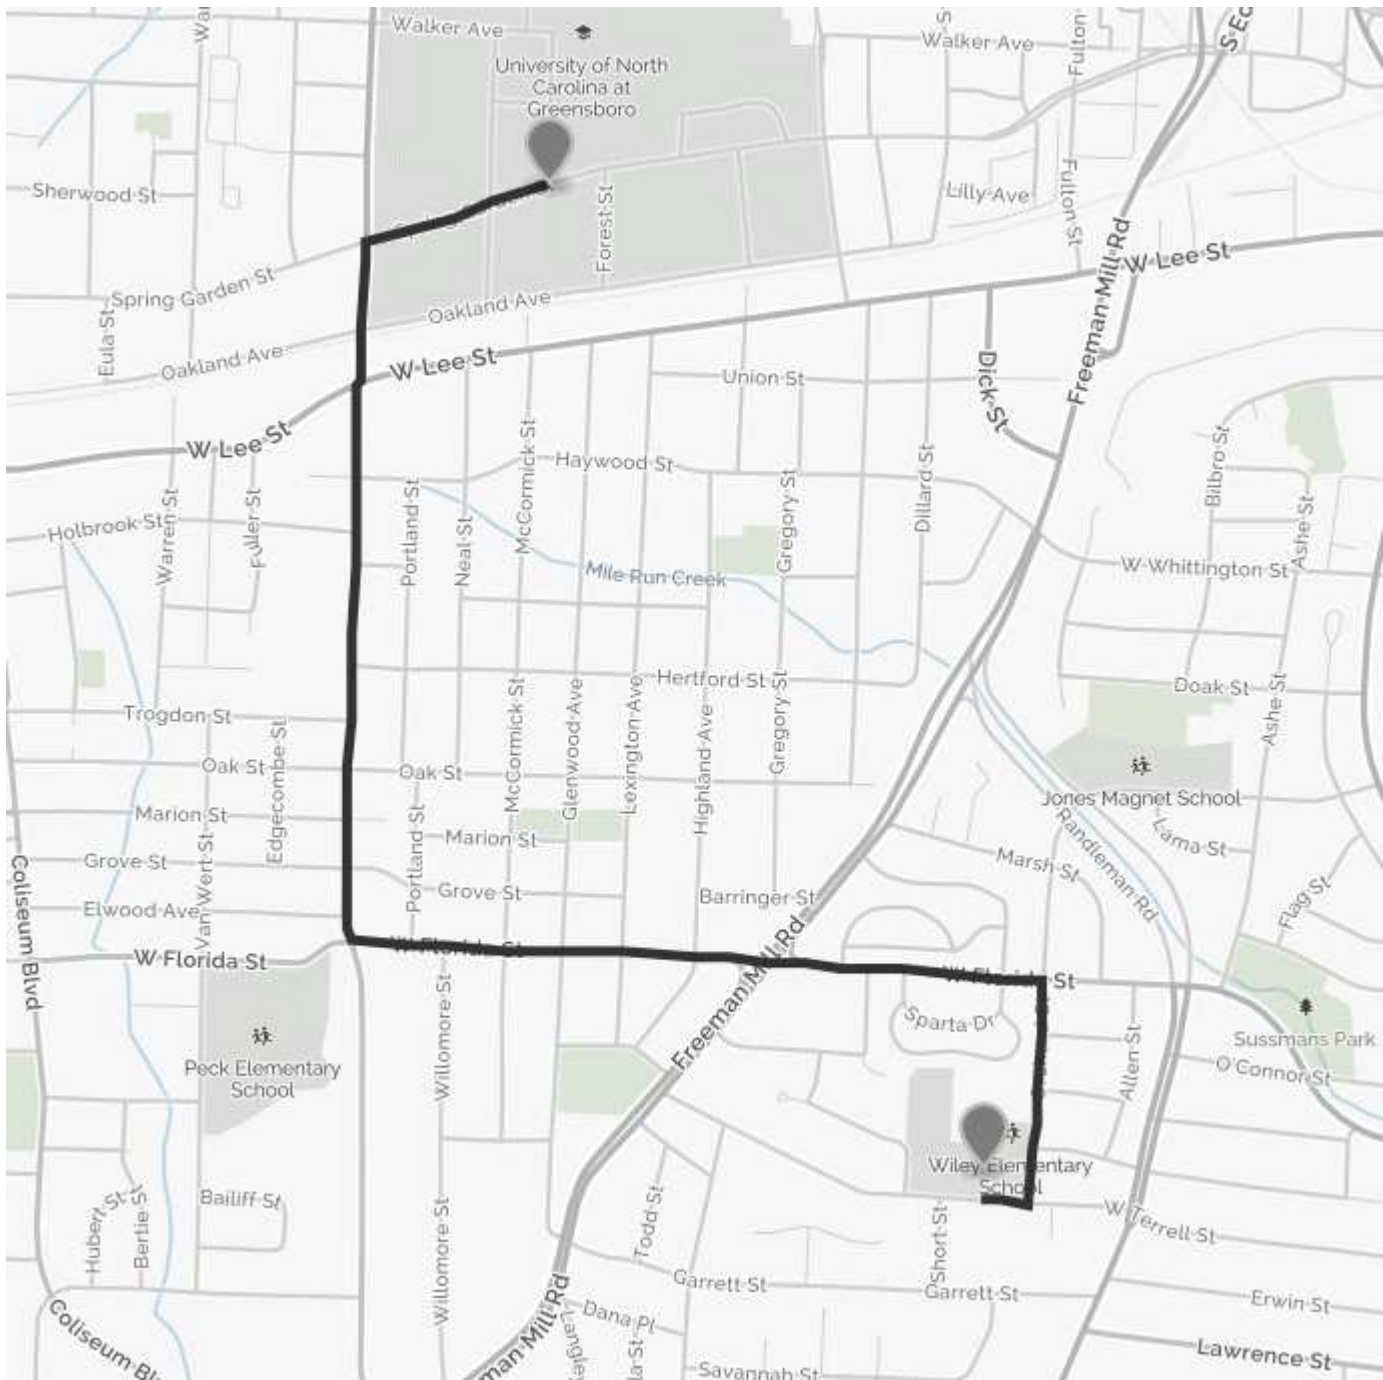 Walker Ave
University of North
Carolina at
Greensboro
Walker Ave
Fulton
Sherwood St
Forest St
Lilly Ave
Fulton St
Freeman Mill Rd
W Lee St
Spring Garden St
Eula St
Oakland Ave
Oakland Ave
W Lee St
W Lee St
Union St
Dick St
McCormick St
Haywood St
Portland St
Neal St
Gregory St
Dillard St
Bilbro St
Ashe St
Holbrook St
Warren St
Fuller St
Mile Run Creek
W Whittington St
Hertford St
Doak St
Ashe St
Trogdon St
Edgecombe St
McCormick St
Glenwood Ave
Lexington Ave
Highland Ave
Gregory St
Oak St
Oak St
Jones Magnet School
Marion St
Marion St
Lama St
Randleman Rd
Marsh St
Van Wert St
Portland St
Grove St
Grove St
Barringer St
Flag St
Elwood Ave
Coliseum Blvd
W Florida St
W Florida St
Freeman Mill Rd
St
Sparta Dr
Allen St
Sussmans Park
O'Connor St
Willomore St
Peck Elementary
School
Wiley Elementary
School
Hubert St
Bertie St
Bailiff St
Willomore St
Todd St
Short St
W Terrell St
Garrett St
Garrett St
Erwin St
Dana Pl
Coliseum
Lawrence St
Mill Rd
Savannah St